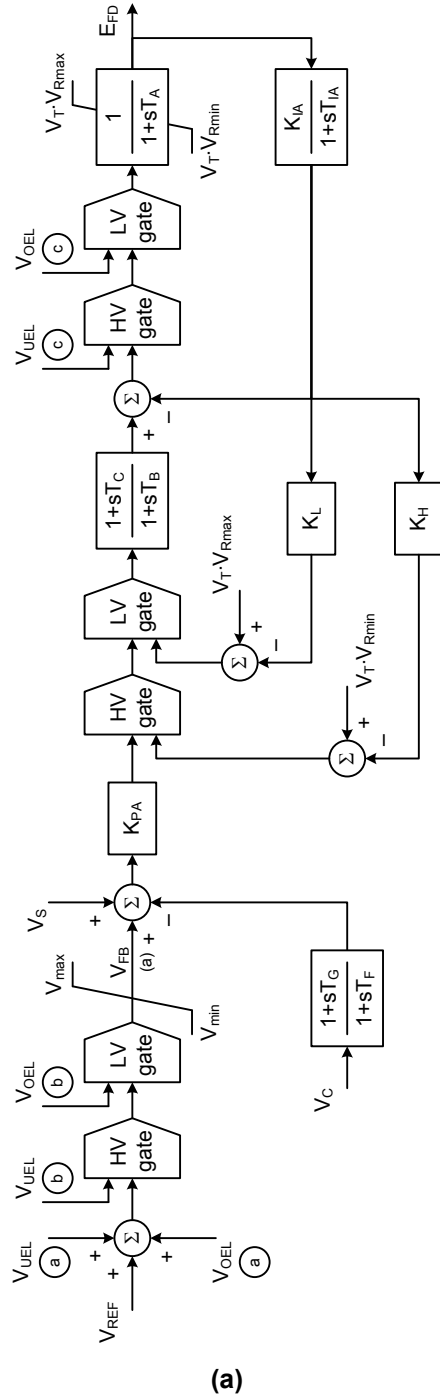 V_REF
V_UEL
a
V_OEL
a
Σ
+
+
+
V_UEL
b
HV
gate
V_OEL
b
LV
gate
V_max
V_min
V_FB
(a)
V_S
+
+
−
Σ
V_C
1+sT_G
1+sT_F
K_PA
HV
gate
LV
gate
V_T·V_Rmin
+
−
Σ
V_T·V_Rmax
+
−
Σ
1+sT_C
1+sT_B
+
−
Σ
K_L
K_H
V_UEL
c
HV
gate
V_OEL
c
LV
gate
V_T·V_Rmax
1
1+sT_A
V_T·V_Rmin
K_IA
1+sT_IA
E_FD
(a)